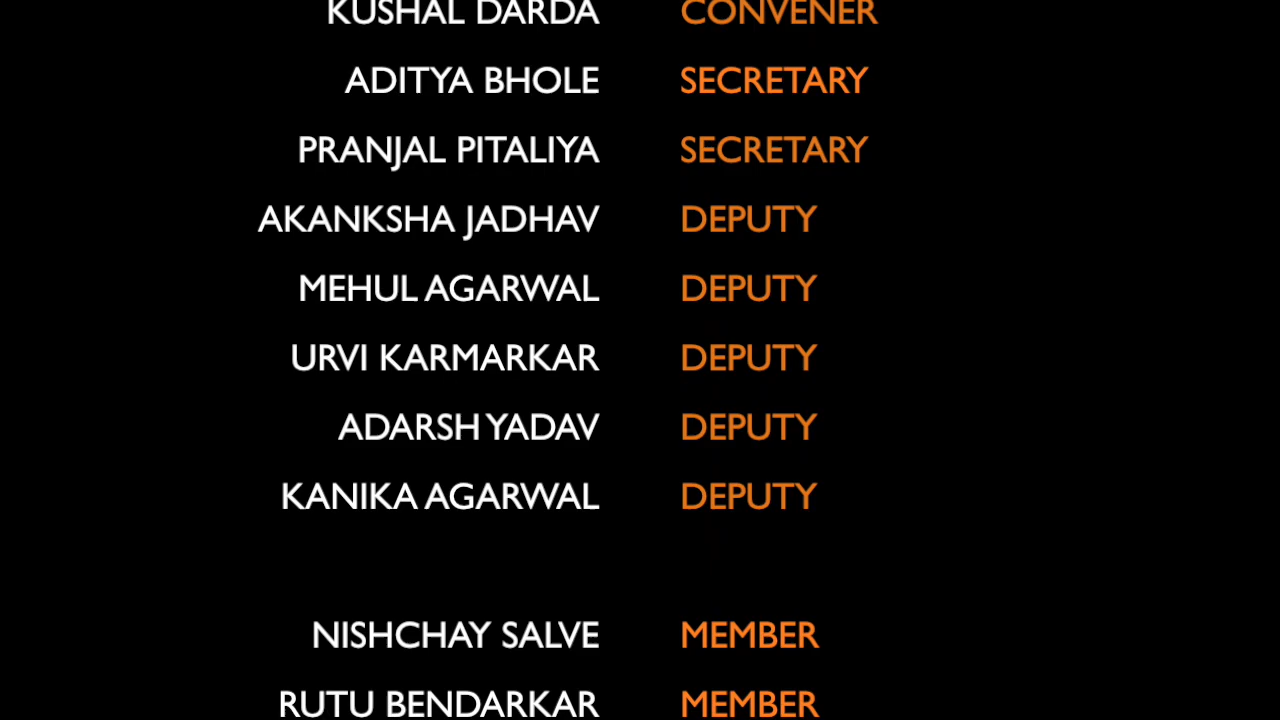 KUSHAL DARDA CONVENER
ADITYA BHOLE SECRETARY
PRANJAL PITALIYA SECRETARY
AKANKSHA JADHAV DEPUTY
MEHUL AGARWAL DEPUTY
URVI KARMARKAR DEPUTY
ADARSH YADAV DEPUTY
KANIKA AGARWAL DEPUTY
NISHCHAY SALVE MEMBER
RUTU BENDARKAR MEMBER